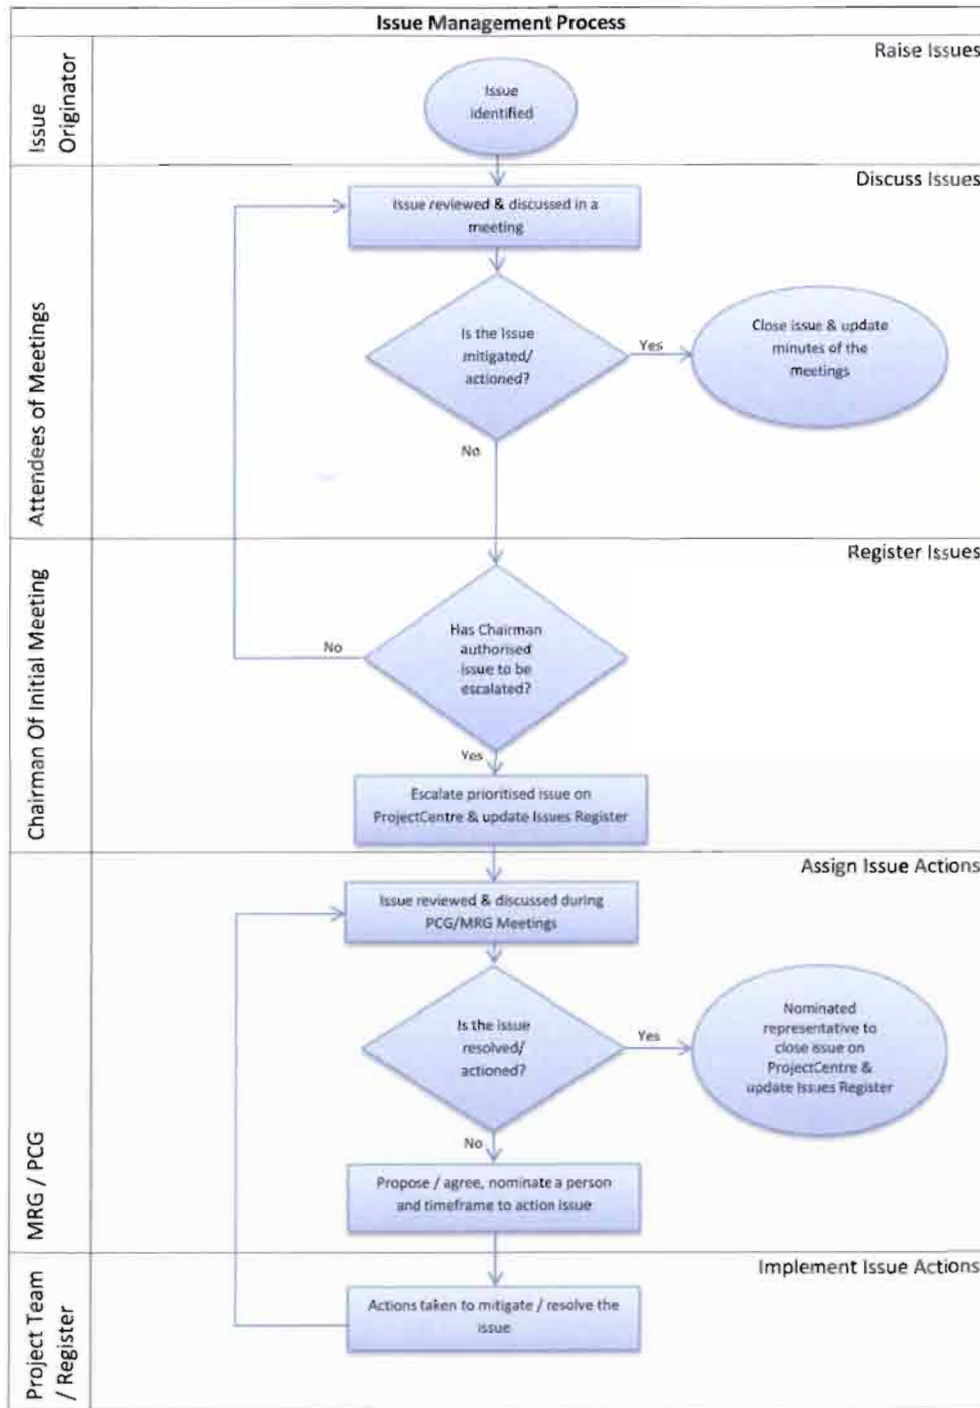 Issue Management Process
Issue
Originator
Raise Issues
Issue
identified
Attendees of Meetings
Discuss Issues
Issue reviewed & discussed in a
meeting
Is the Issue
mitigated/
actioned?
Yes
Close issue & update
minutes of the
meetings
No
Chairman Of Initial Meeting
Register Issues
Has Chairman
authorised
issue to be
escalated?
No
Yes
Escalate prioritised issue on
ProjectCentre & update Issues Register
MRG / PCG
Assign Issue Actions
Issue reviewed & discussed during
PCG/MRG Meetings
Is the issue
resolved/
actioned?
Yes
Nominated
representative to
close issue on
ProjectCentre &
update Issues Register
No
Propose / agree, nominate a person
and timeframe to action issue
Project Team
/ Register
Implement Issue Actions
Actions taken to mitigate / resolve the
issue